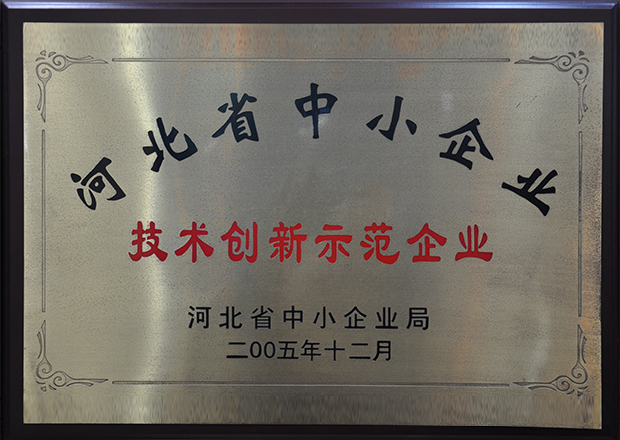 河北省中小企业
技术创新示范企业
河北省中小企业局
二00五年十二月